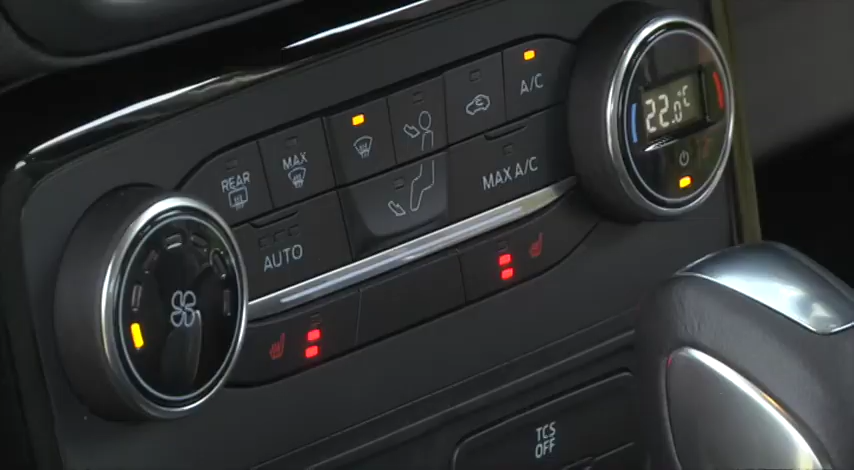 REAR
MAX
A/C
22.0°C
AUTO
MAX A/C
TCS
OFF